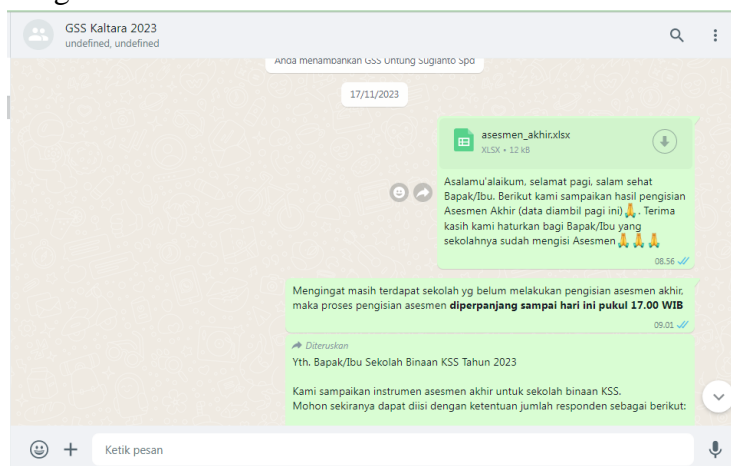 GSS Kaltara 2023
undefined, undefined
Anda menambahkan GSS Untung Sugianto Spd
17/11/2023
asesmen_akhir.xlsx
XLSX • 12 kB
Asalamu'alaikum, selamat pagi, salam sehat
Bapak/Ibu. Berikut kami sampaikan hasil pengisian
Asesmen Akhir (data diambil pagi ini)🙏. Terima
kasih kami haturkan bagi Bapak/Ibu yang
sekolahnya sudah mengisi Asesmen🙏🙏🙏
08.56
Mengingat masih terdapat sekolah yg belum melakukan pengisian asesmen akhir,
maka proses pengisian asesmen diperpanjang sampai hari ini pukul 17.00 WIB
09.01
Diteruskan
Yth. Bapak/Ibu Sekolah Binaan KSS Tahun 2023
Kami sampaikan instrumen asesmen akhir untuk sekolah binaan KSS.
Mohon sekiranya dapat diisi dengan ketentuan jumlah responden sebagai berikut:
Ketik pesan